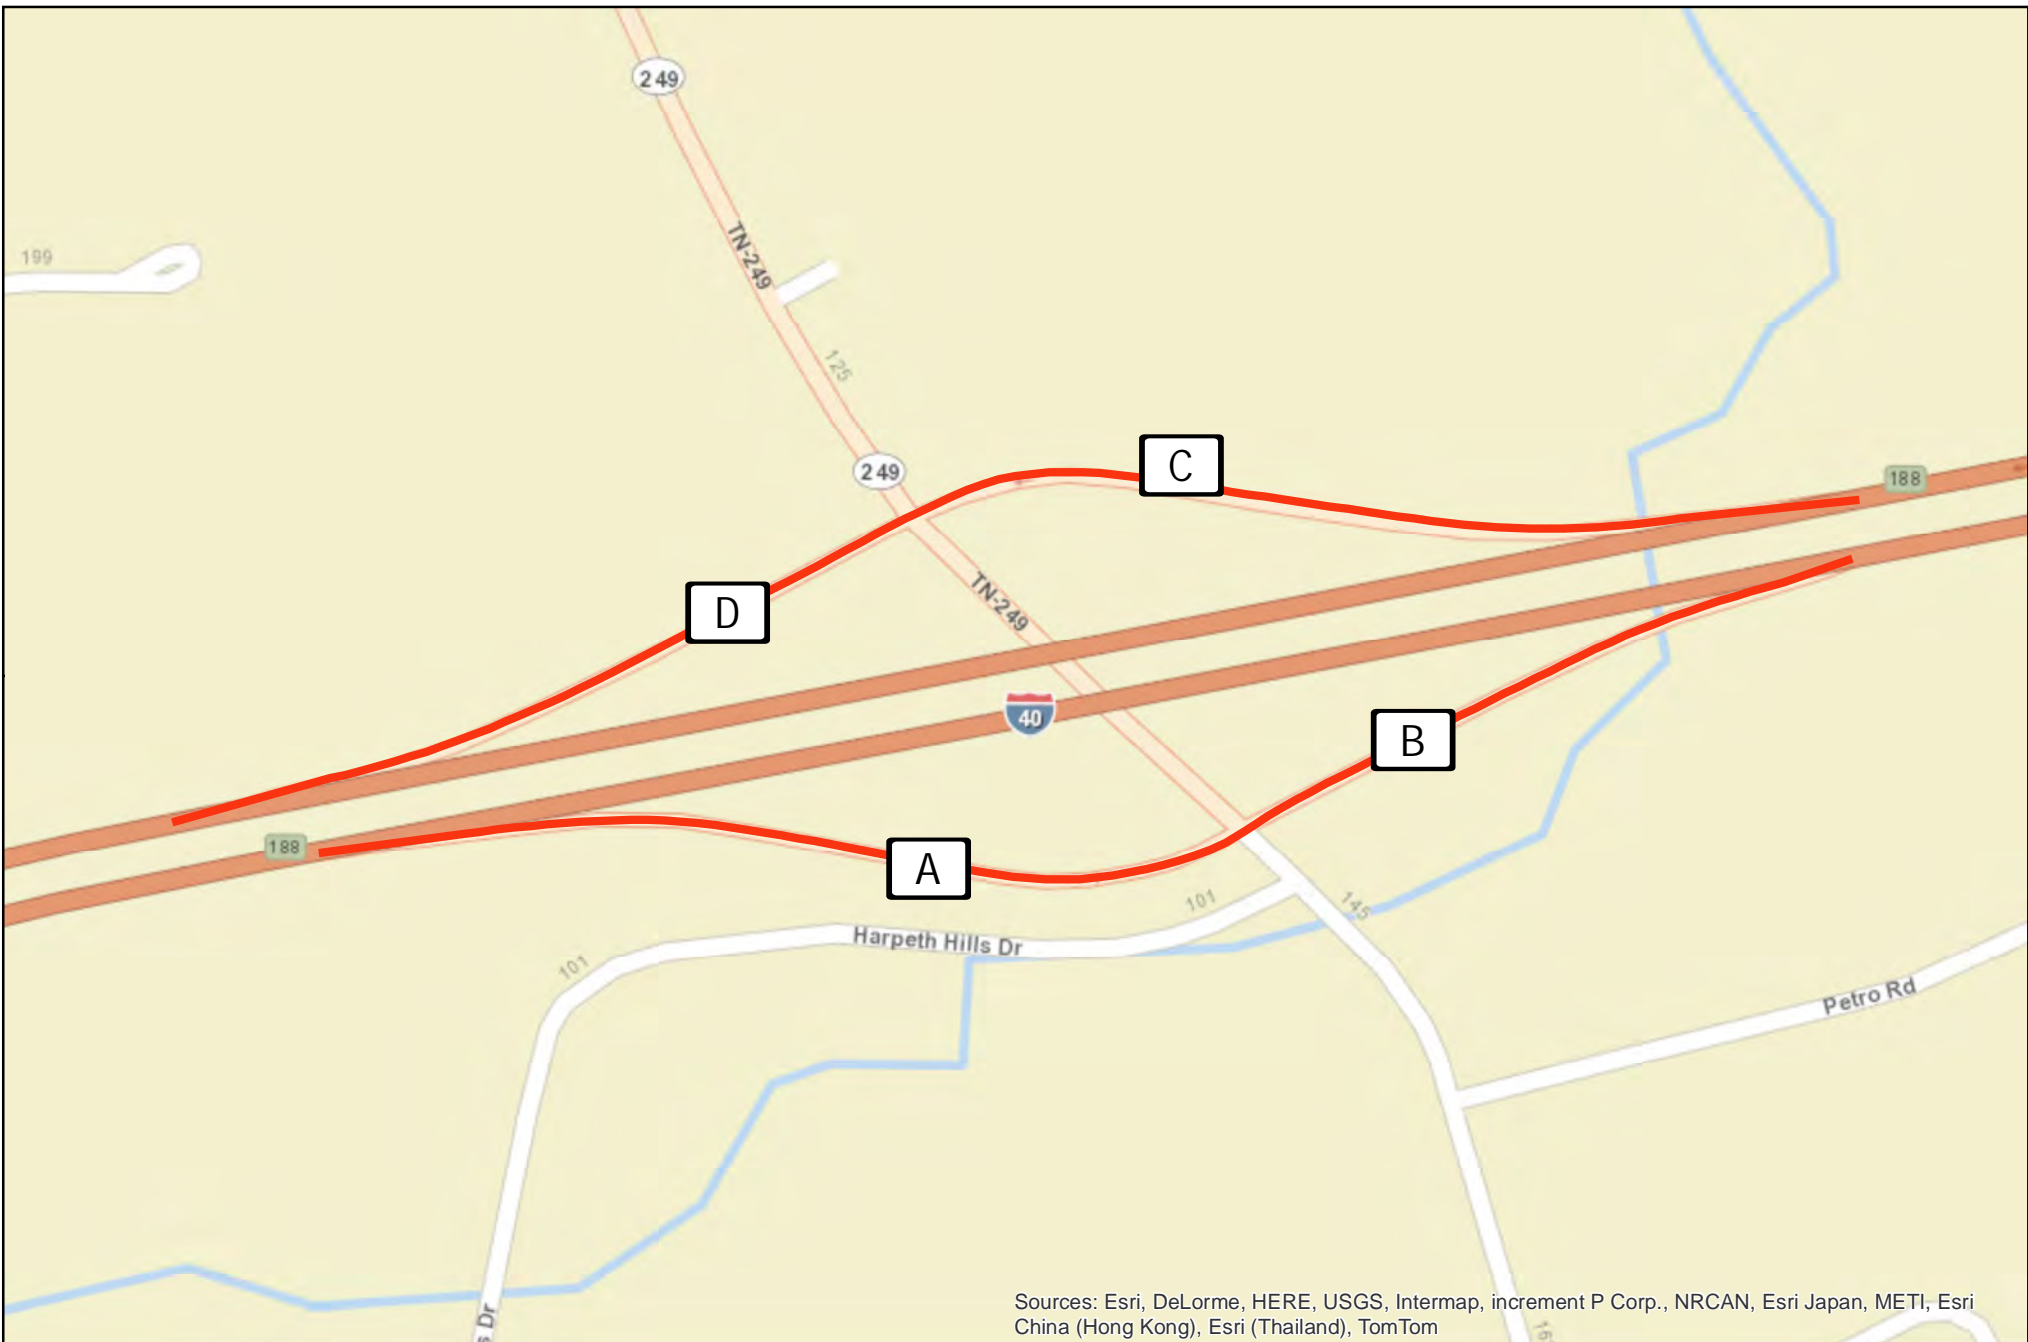 249
199
TN-249
125
249
C
188
TN-249
D
40
B
188
A
101
145
Harpeth Hills Dr
101
Petro Rd
s Dr
Sources: Esri, DeLorme, HERE, USGS, Intermap, increment P Corp., NRCAN, Esri Japan, METI, Esri
China (Hong Kong), Esri (Thailand), TomTom